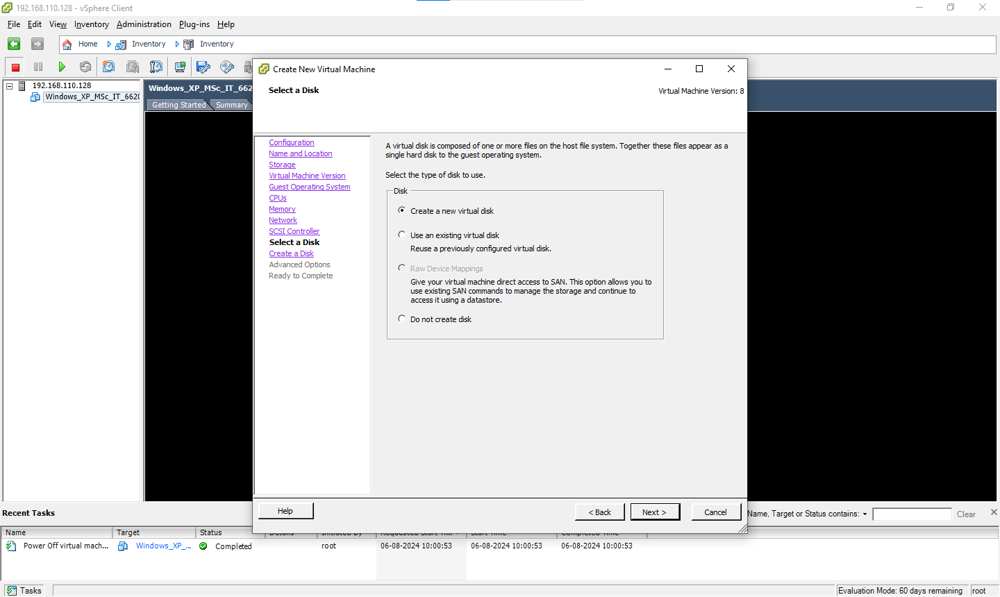 192.168.110.128 - vSphere Client
File Edit View Inventory Administration Plug-ins Help
Home Inventory Inventory
192.168.110.128
Windows_XP_MSc_IT_6620
Windows_XP_MSc_IT_662
Getting Started Summary
Create New Virtual Machine
Select a Disk
Virtual Machine Version: 8
Configuration
Name and Location
Storage
Virtual Machine Version
Guest Operating System
CPUs
Memory
Network
SCSI Controller
Select a Disk
Create a Disk
Advanced Options
Ready to Complete
A virtual disk is composed of one or more files on the host file system. Together these files appear as a
single hard disk to the guest operating system.
Select the type of disk to use.
Disk
Create a new virtual disk
Use an existing virtual disk
Reuse a previously configured virtual disk.
Raw Device Mappings
Give your virtual machine direct access to SAN. This option allows you to
use existing SAN commands to manage the storage and continue to
access it using a datastore.
Do not create disk
Help < Back Next > Cancel
Recent Tasks
Name, Target or Status contains: Clear
Name Target Status Details Initiated by Requested Start Ti... Start Time Completed Time
Power Off virtual mach... Windows_XP_... Completed root 06-08-2024 10:00:53 06-08-2024 10:00:53 06-08-2024 10:00:53
Tasks
Evaluation Mode: 60 days remaining root